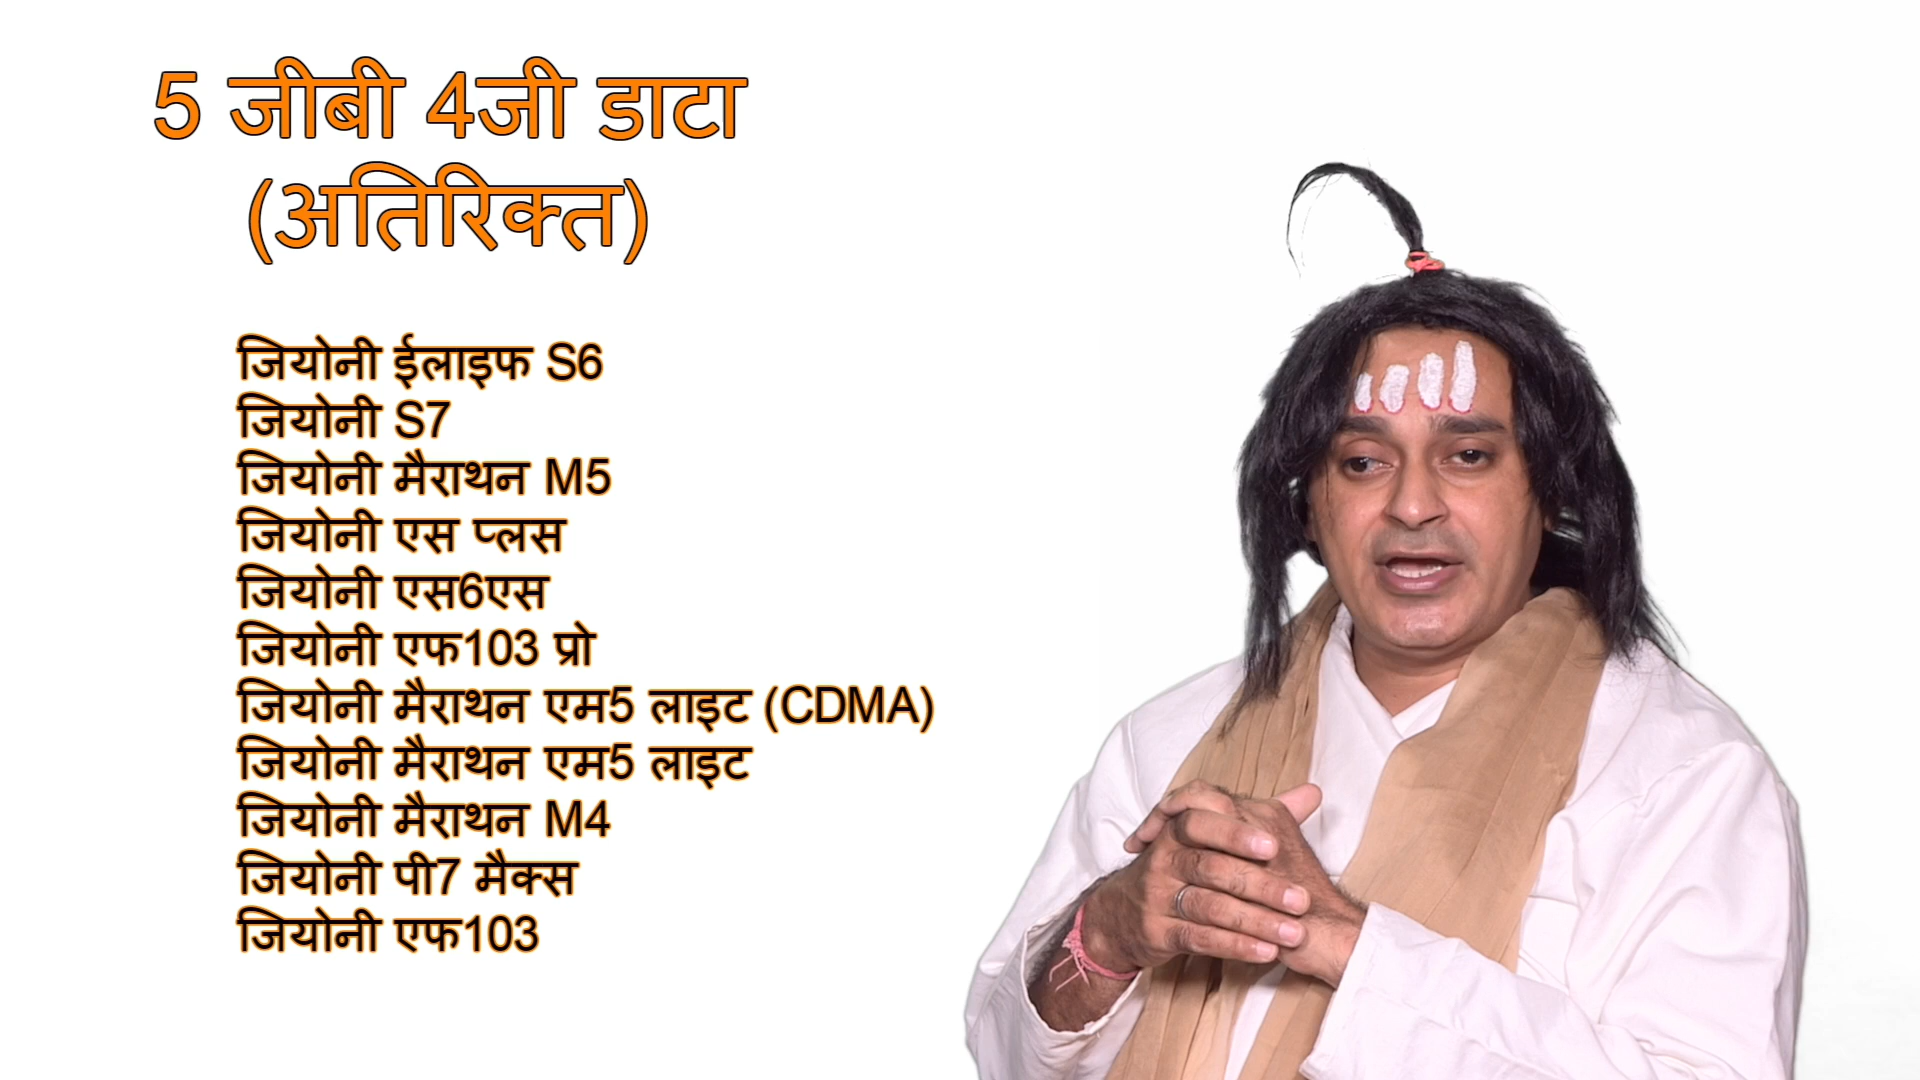 5 जीबी 4जी डाटा
(अतिरिक्त)
जियोनी ईलाइफ S6
जियोनी S7
जियोनी मैराथन M5
जियोनी एस प्लस
जियोनी एस6एस
जियोनी एफ103 प्रो
जियोनी मैराथन एम5 लाइट (CDMA)
जियोनी मैराथन एम5 लाइट
जियोनी मैराथन M4
जियोनी पी7 मैक्स
जियोनी एफ103